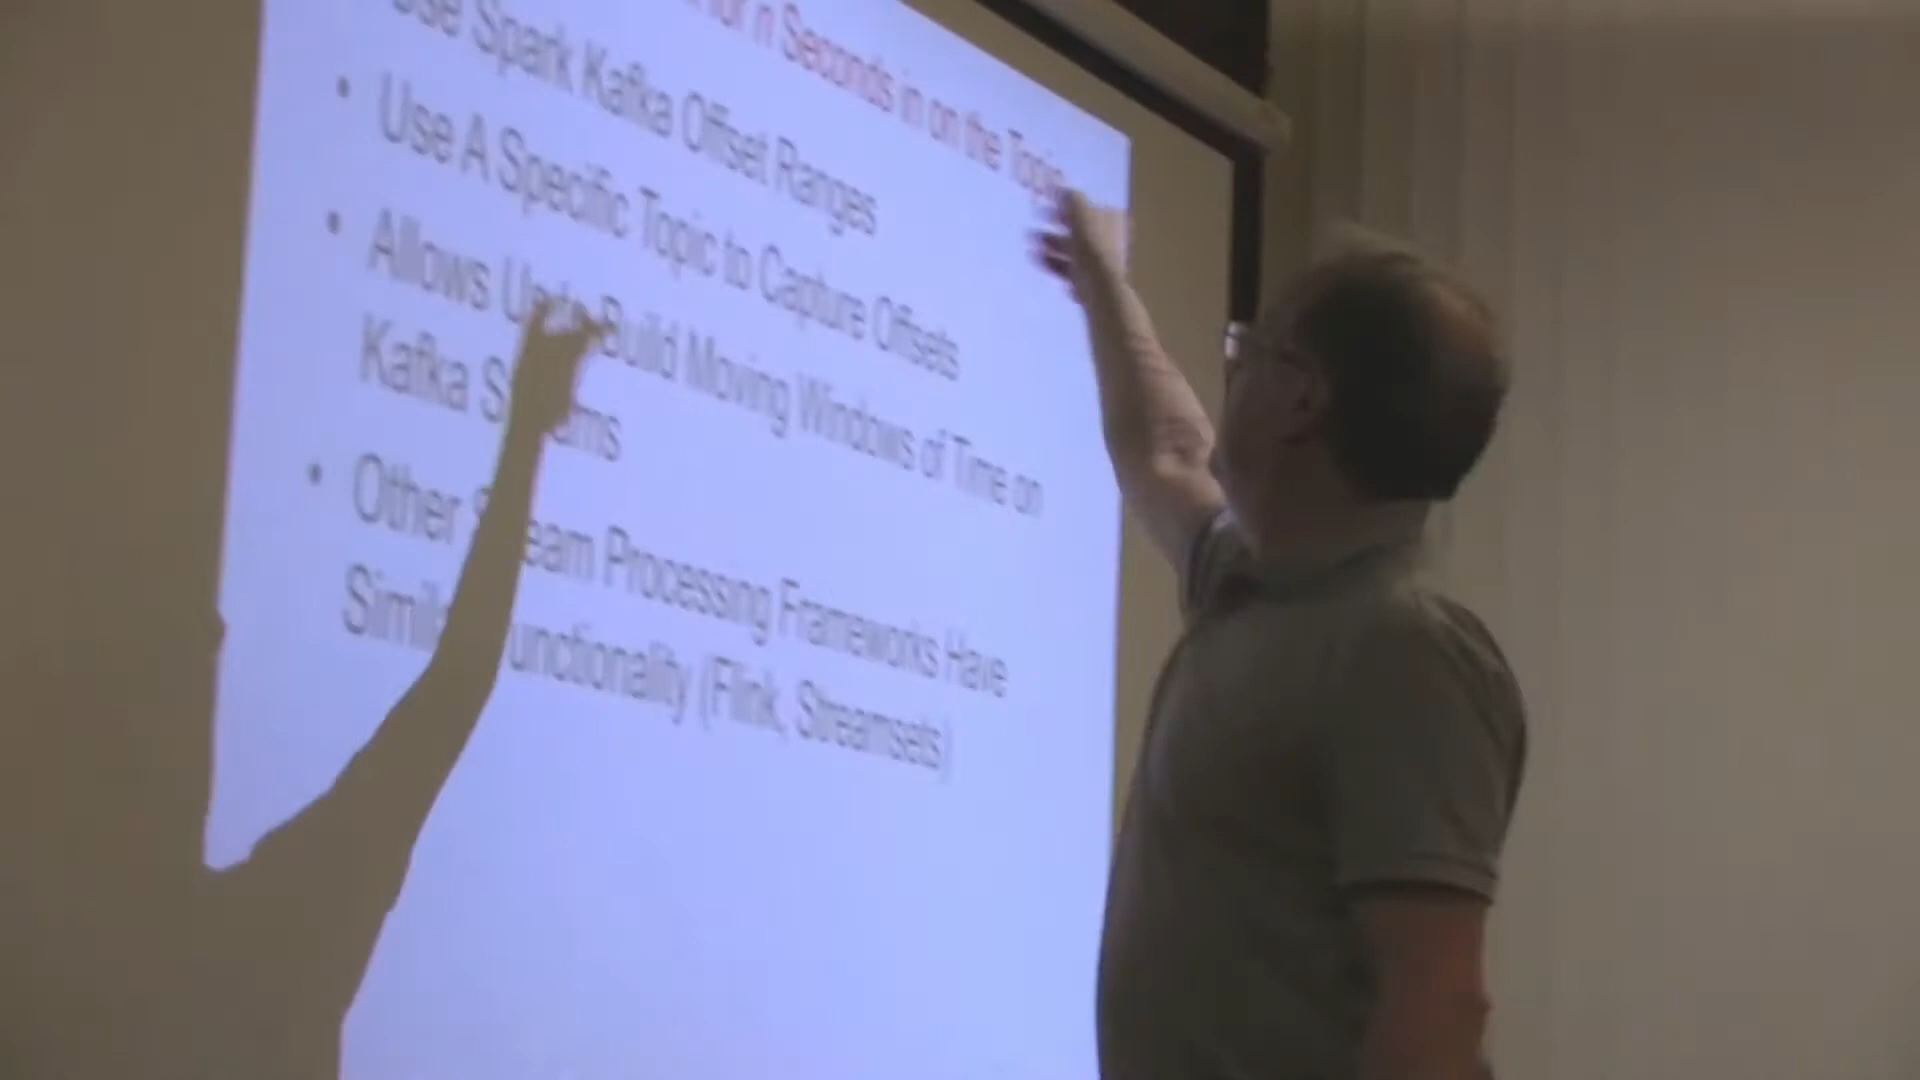 n Seconds in on the Topic
Use Spark Kafka Offset Ranges
• Use A Specific Topic to Capture Offsets
• Allows Build Moving Windows of Time on
Kafka
• Other Processing Frameworks Have
(Flink, Streamsets)